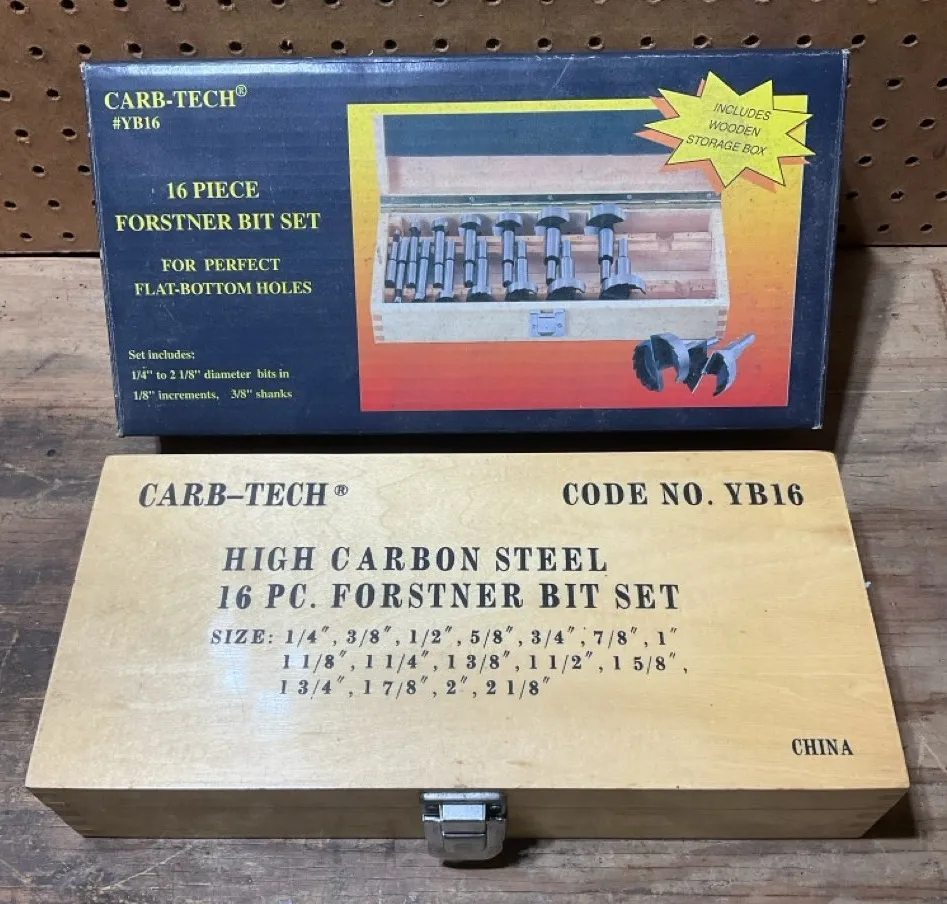 CARB-TECH®
#YB16
16 PIECE
FORSTNER BIT SET
FOR PERFECT
FLAT-BOTTOM HOLES
Set includes:
1/4" to 2 1/8" diameter bits in
1/8" increments, 3/8" shanks
INCLUDES
WOODEN
STORAGE BOX
CARB–TECH® CODE NO. YB16
HIGH CARBON STEEL
16 PC. FORSTNER BIT SET
SIZE: 1/4", 3/8", 1/2", 5/8", 3/4", 7/8", 1"
1 1/8", 1 1/4", 1 3/8", 1 1/2", 1 5/8",
1 3/4", 1 7/8", 2", 2 1/8"
CHINA